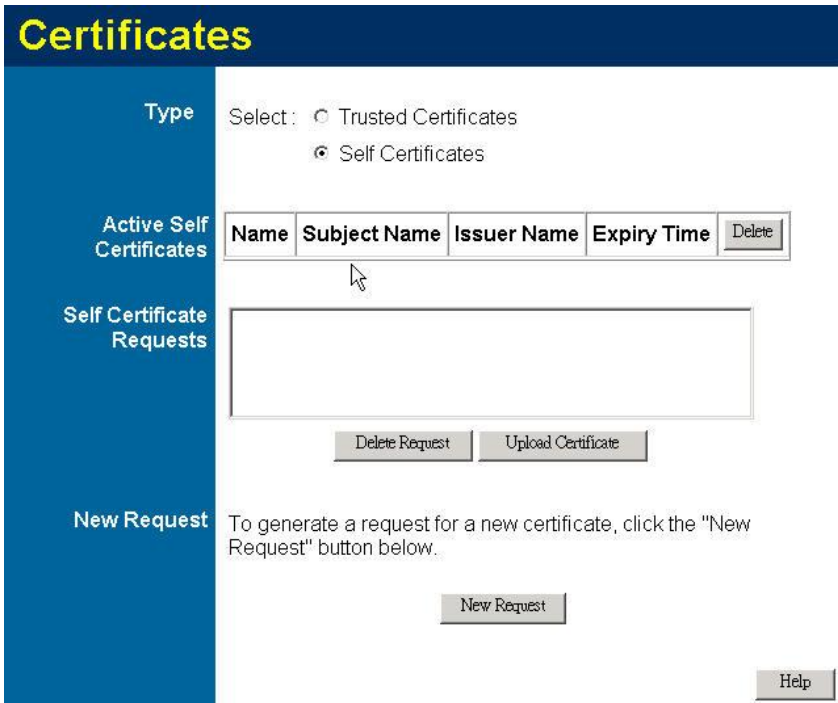 Certificates
Type
Select : Trusted Certificates
Self Certificates
Active Self
Certificates
Name Subject Name Issuer Name Expiry Time Delete
Self Certificate
Requests
Delete Request Upload Certificate
New Request
To generate a request for a new certificate, click the "New
Request" button below.
New Request
Help